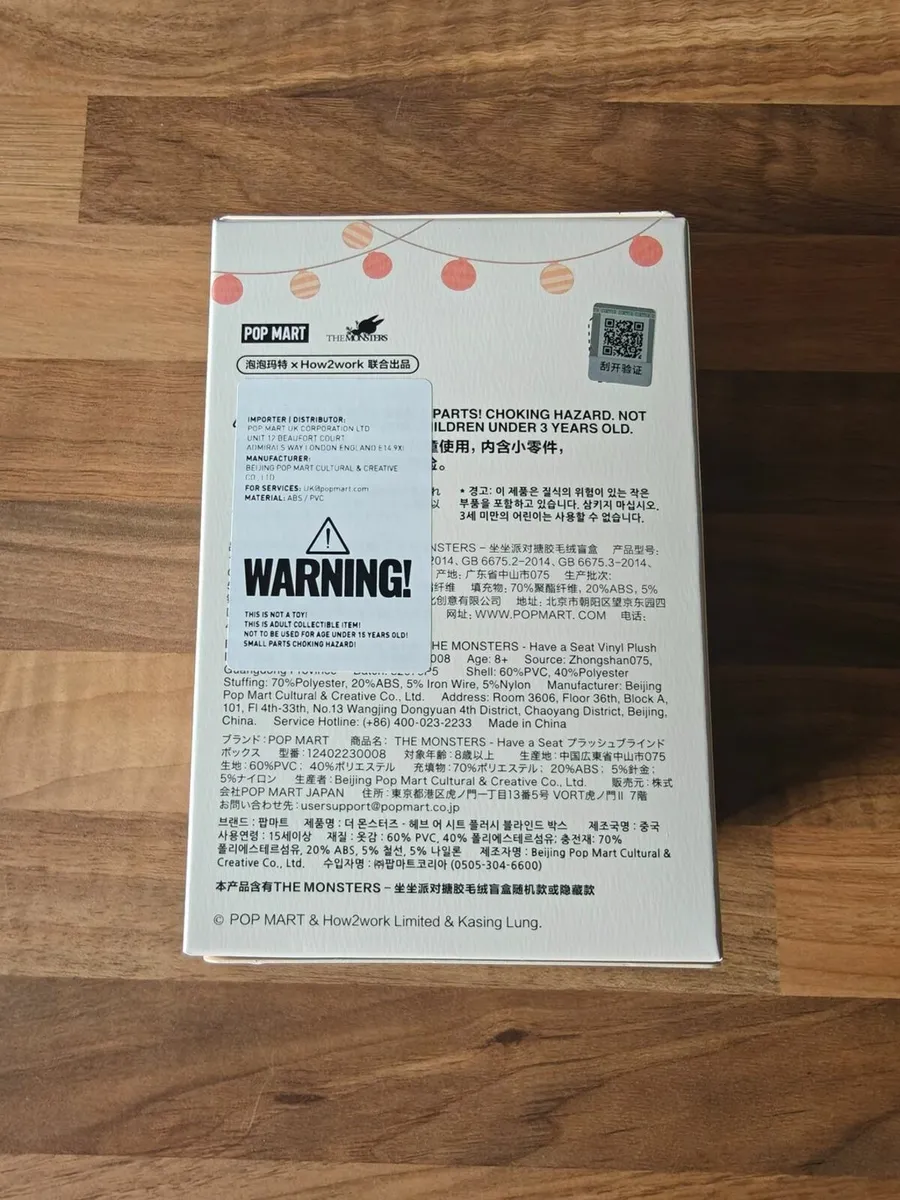 POP MART
THE MONSTERS
泡泡玛特 x How2work 联合出品
刮开验证
IMPORTER | DISTRIBUTOR:
POP MART UK CORPORATION LTD
UNIT 12 BEAUFORT COURT
ADMIRALS WAY LONDON ENGLAND E14 9XL
MANUFACTURER:
BEIJING POP MART CULTURAL & CREATIVE
CO., LTD
FOR SERVICES: UK@popmart.com
MATERIAL: ABS / PVC
WARNING!
THIS IS NOT A TOY!
THIS IS ADULT COLLECTIBLE ITEM!
NOT TO BE USED FOR AGE UNDER 15 YEARS OLD!
SMALL PARTS CHOKING HAZARD!
PARTS! CHOKING HAZARD. NOT
ILDREN UNDER 3 YEARS OLD.
童使用，内含小零件，
险。
* 경고: 이 제품은 질식의 위험이 있는 작은
부품을 포함하고 있습니다. 삼키지 마십시오.
3세 미만의 어린이는 사용할 수 없습니다.
MONSTERS – 坐坐派对搪胶毛绒盲盒 产品型号:
2014、GB 6675.2–2014、GB 6675.3–2014、
产地: 广东省中山市075 生产批次:
纤维 填充物: 70%聚酯纤维, 20%ABS, 5%
化创意有限公司 地址: 北京市朝阳区望京东园四
网址: WWW.POPMART.COM 电话:
THE MONSTERS - Have a Seat Vinyl Plush
0008 Age: 8+ Source: Zhongshan075,
Guangdong Province
Stuffing: 70%Polyester, 20%ABS, 5% Iron Wire, 5%Nylon Manufacturer: Beijing
Pop Mart Cultural & Creative Co., Ltd. Address: Room 3606, Floor 36th, Block A,
101, Fl 4th-33th, No.13 Wangjing Dongyuan 4th District, Chaoyang District, Beijing,
China. Service Hotline: (+86) 400-023-2233 Made in China
Shell: 60%PVC, 40%Polyester
ブランド: POP MART 商品名: THE MONSTERS - Have a Seat プラッシュブラインド
ボックス 型番: 12402230008 対象年齢: 8歳以上 生産地: 中国広東省中山市075
生地: 60%PVC; 40%ポリエステル 充填物: 70%ポリエステル; 20%ABS; 5%針金;
5%ナイロン 生産者: Beijing Pop Mart Cultural & Creative Co., Ltd. 販売元: 株式
会社POP MART JAPAN 住所: 東京都港区虎ノ門一丁目13番5号 VORT虎ノ門II 7階
お問い合わせ先: usersupport@popmart.co.jp
브랜드: 팝마트 제품명: 더 몬스터즈 - 헤브 어 시트 플러시 블라인드 박스 제조국명: 중국
사용연령: 15세이상 재질: 옷감: 60% PVC, 40% 폴리에스테르섬유; 충전재: 70%
폴리에스테르섬유, 20% ABS, 5% 철선, 5% 나일론 제조자명: Beijing Pop Mart Cultural &
Creative Co., Ltd. 수입자명: ㈜팝마트코리아 (0505-304-6600)
本产品含有THE MONSTERS – 坐坐派对搪胶毛绒盲盒随机款或隐藏款
© POP MART & How2work Limited & Kasing Lung.